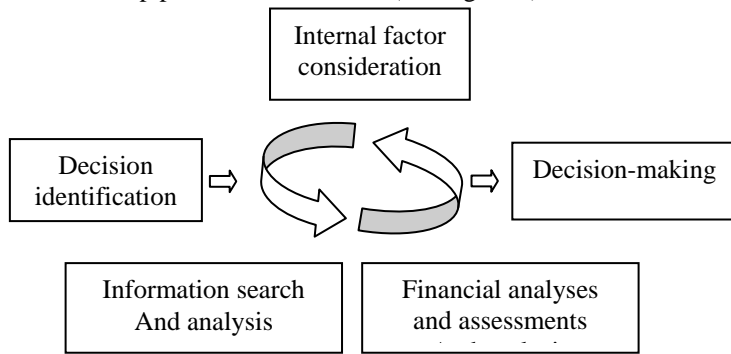 Internal factor
consideration
Decision
identification
Decision-making
Information search
And analysis
Financial analyses
and assessments